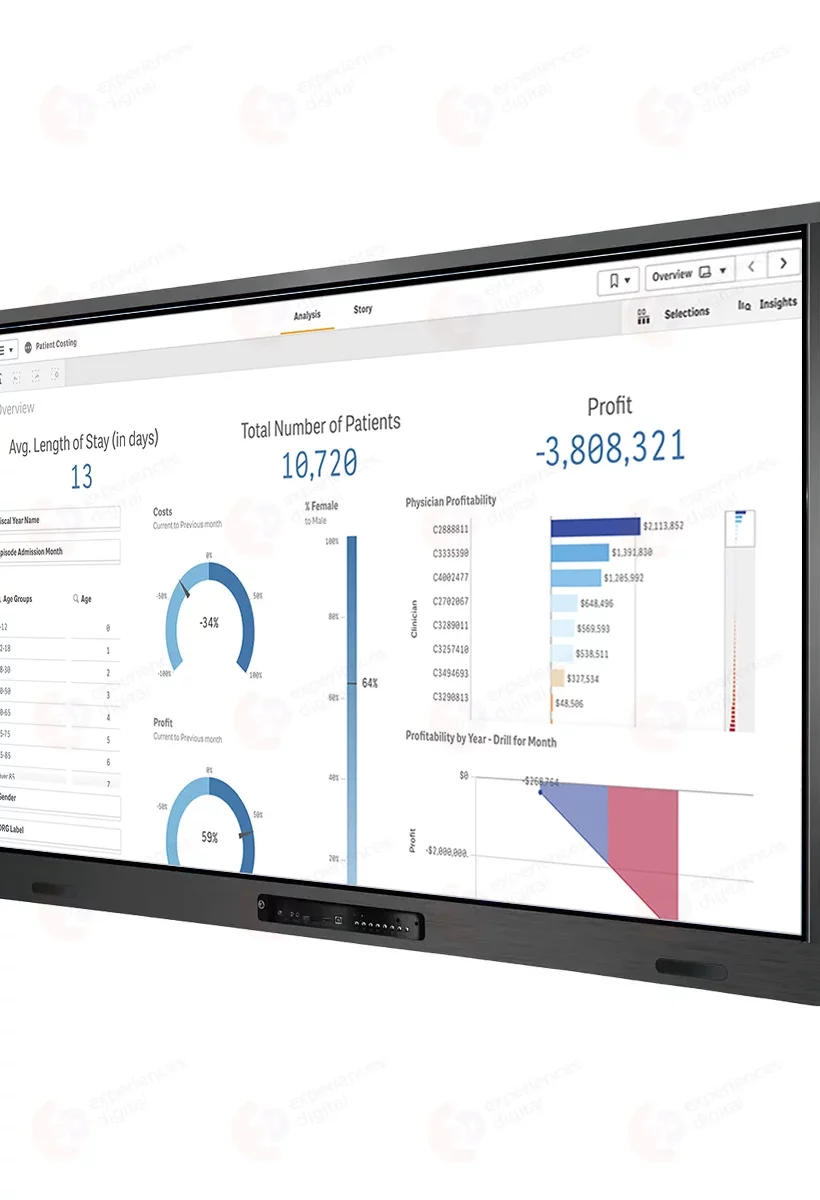 experiences
digital
Overview
Analysis
Story
Selections
Insights
Patient Costing
Overview
Avg. Length of Stay (in days)
13
Total Number of Patients
10,720
Profit
-3,808,321
iscal Year Name
pisode Admission Month
Age Groups
Age
-12
0
2-18
1
8-30
2
0-50
3
0-65
4
5-75
5
5-85
6
7
Gender
DRG Label
Costs
Current to Previous month
0%
-50%
50%
-34%
-100%
100%
Profit
Current to Previous month
0%
-50%
50%
59%
% Female
to Male
100%
80%
64%
60%
40%
20%
Physician Profitability
Clinician
C2888811
$2,113,852
C3335390
$1,391,830
C4002477
$1,205,992
C2702067
$648,496
C3289011
$569,593
C3257410
$538,511
C3494693
$327,534
C3290813
$48,506
Profitability by Year - Drill for Month
Profit
$0
-$268,764
-$2,000,000.